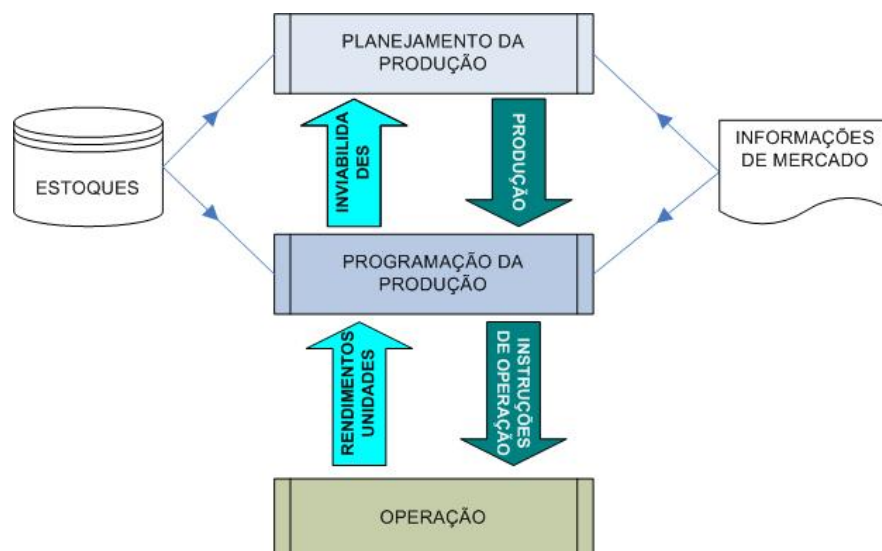 PLANEJAMENTO DA
PRODUÇÃO
ESTOQUES
INVIABILIDA
DES
PRODUÇÃO
INFORMAÇÕES
DE MERCADO
PROGRAMAÇÃO DA
PRODUÇÃO
RENDIMENTOS
UNIDADES
INSTRUÇÕES
DE OPERAÇÃO
OPERAÇÃO